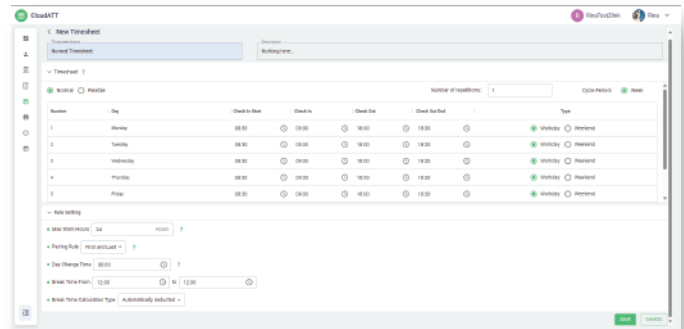 CloudATT
RinaTestZlink
Rina
New Timesheet
Timesheet Name
Normal Timesheet
Description
Nothing here...
Timesheet ?
Normal
Flexible
Number of repetitions: 1
Cycle Period: Week
Number Day Check-In Start Check-In Check-Out Check-Out End Type
1 Monday 08:30 09:00 18:00 18:30 Workday Weekend
2 Tuesday 08:30 09:00 18:00 18:30 Workday Weekend
3 Wednesday 08:30 09:00 18:00 18:30 Workday Weekend
4 Thursday 08:30 09:00 18:00 18:30 Workday Weekend
5 Friday 08:30 09:00 18:00 18:30 Workday Weekend
Rule Setting
Max Work Hours Hours ?
Pairing Rule First and Last ?
Day Change Time 00:00 ?
Break Time From 12:00 to 12:00
Break Time Calculation Type Automatically Deducted
SAVE CANCEL